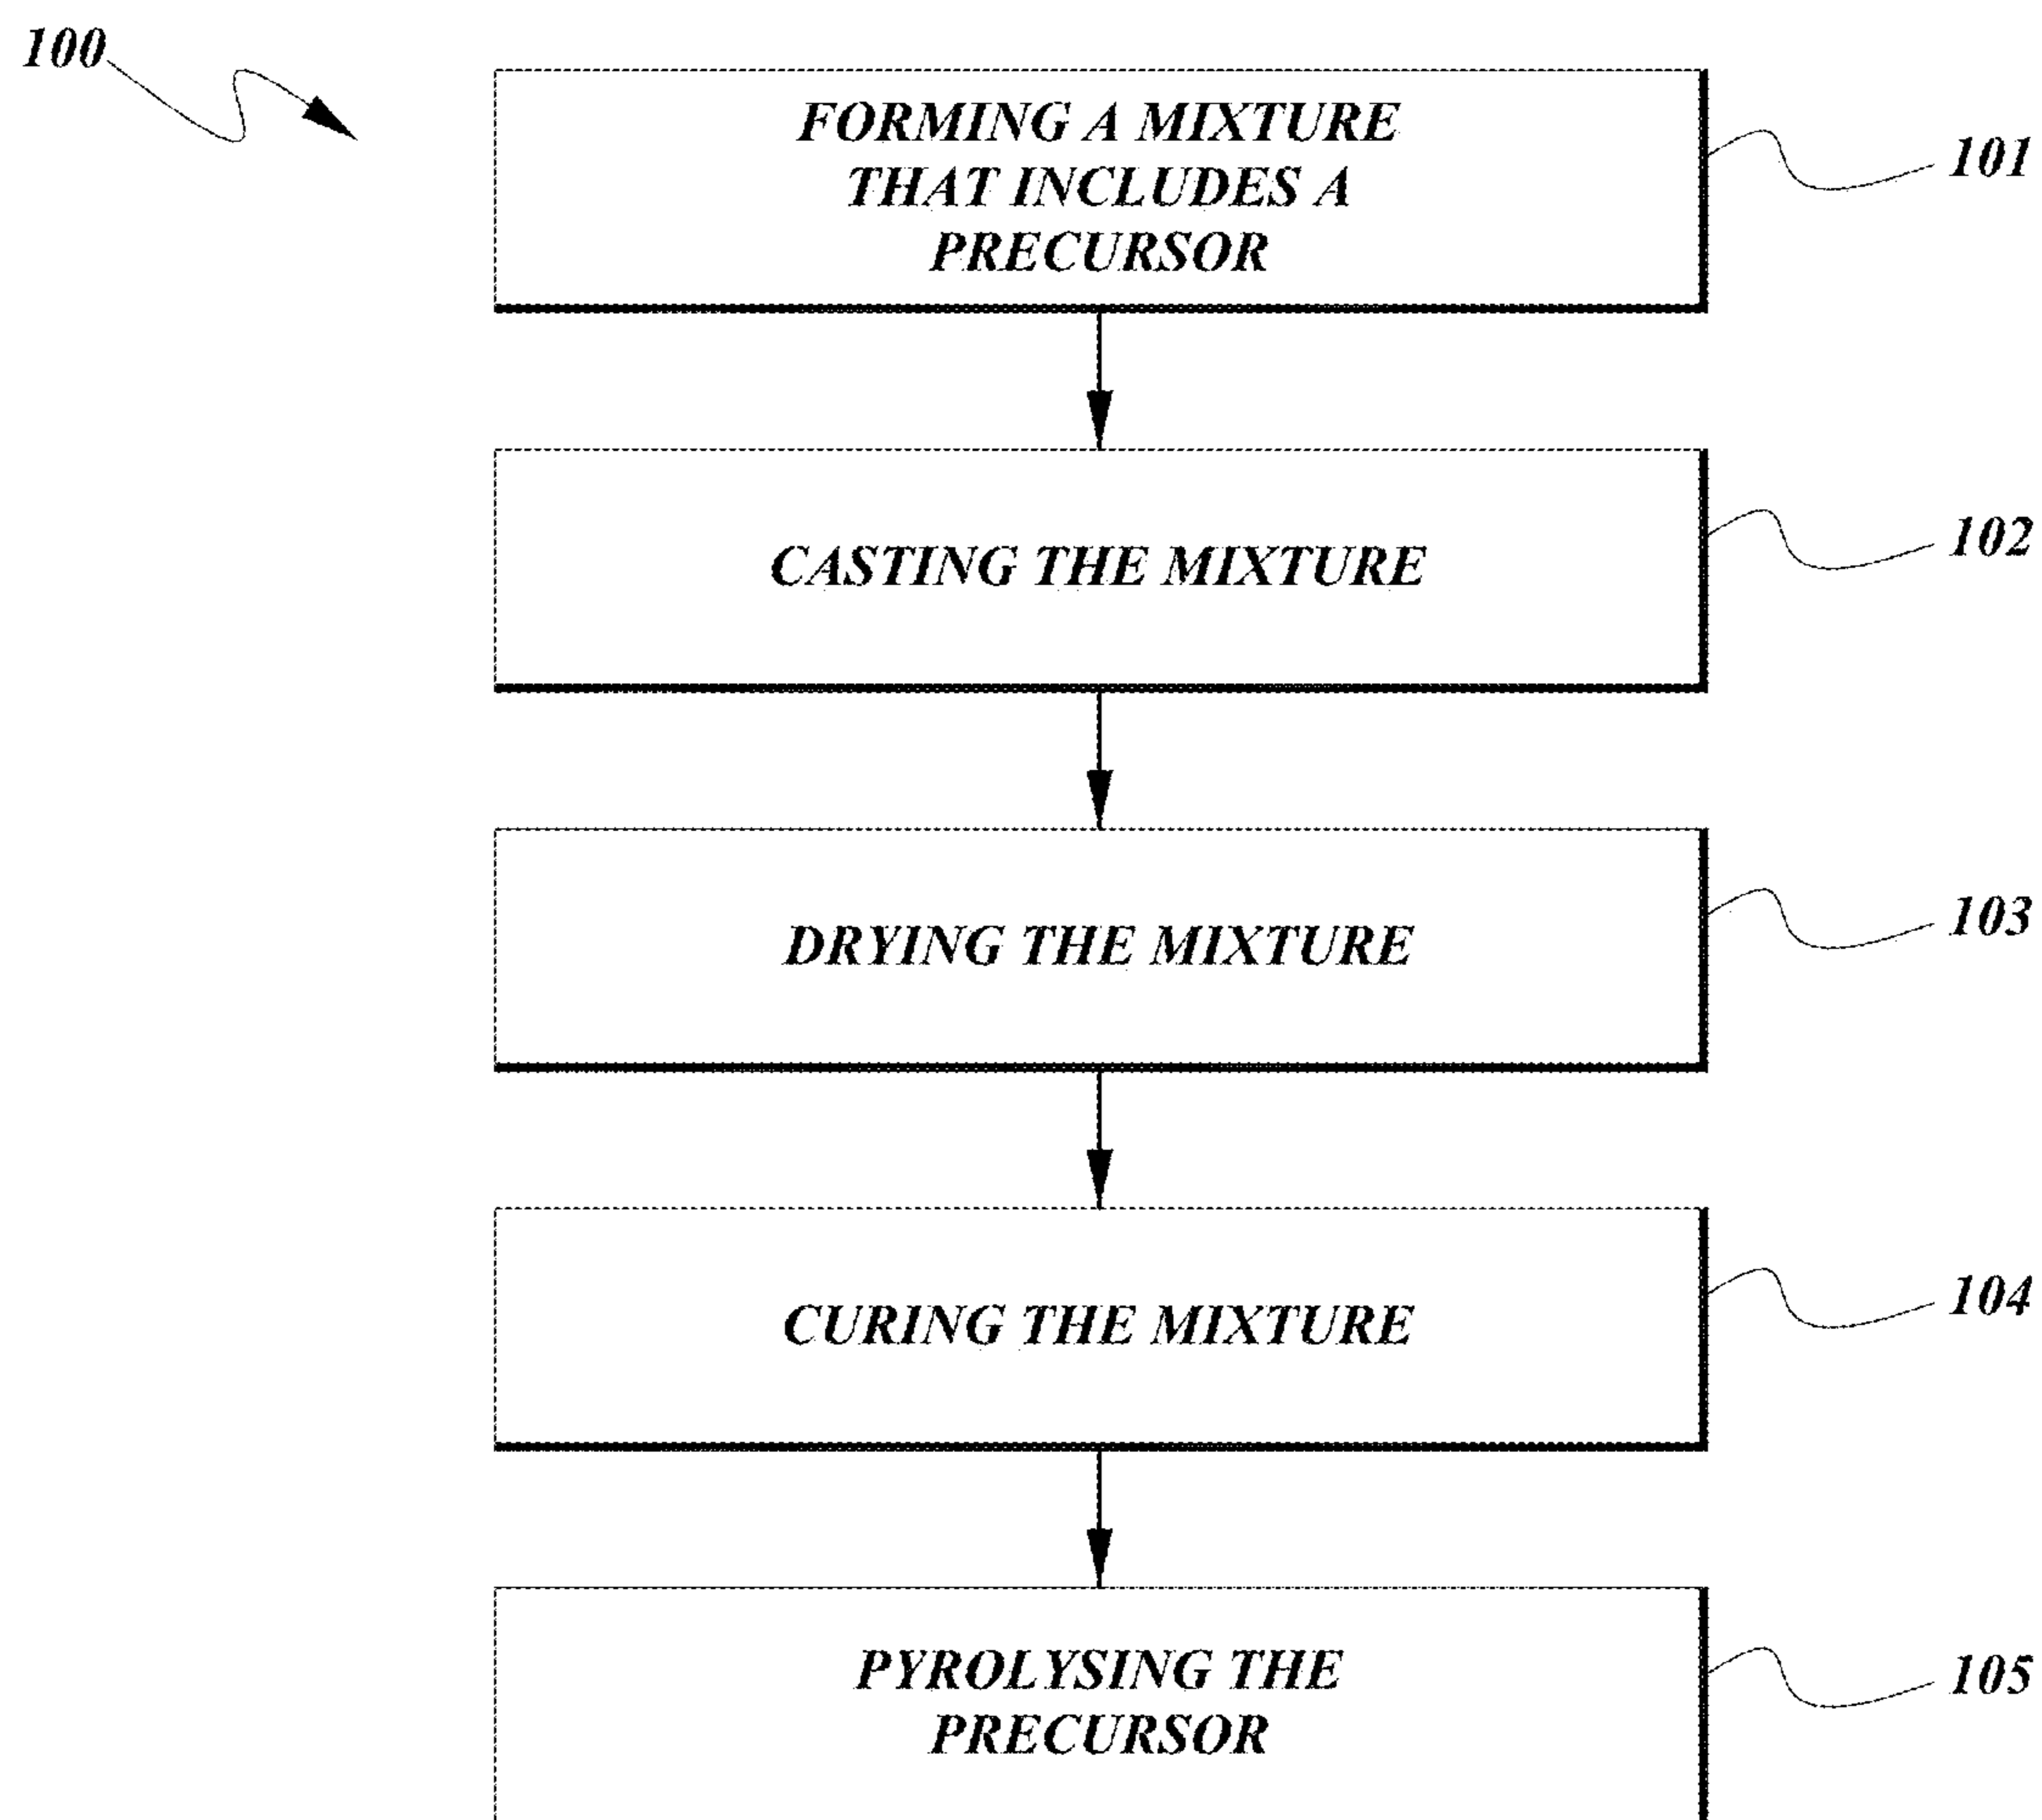 100
FORMING A MIXTURE
THAT INCLUDES A
PRECURSOR
101
CASTING THE MIXTURE
102
DRYING THE MIXTURE
103
CURING THE MIXTURE
104
PYROLYSING THE
PRECURSOR
105